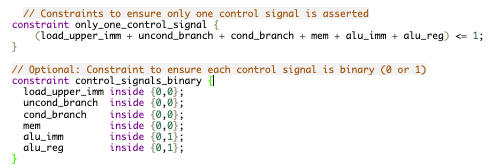 // Constraints to ensure only one control signal is asserted
constraint only_one_control_signal {
(load_upper_imm + uncond_branch + cond_branch + mem + alu_imm + alu_reg) <= 1;
}
// Optional: Constraint to ensure each control signal is binary (0 or 1)
constraint control_signals_binary {
load_upper_imm inside {0,0};
uncond_branch inside {0,0};
cond_branch inside {0,0};
mem inside {0,0};
alu_imm inside {0,1};
alu_reg inside {0,1};
}